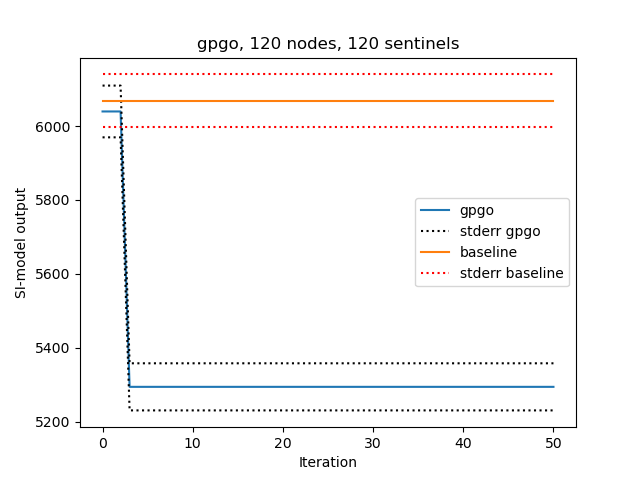 gpgo, 120 nodes, 120 sentinels
6000
5800
5600
5400
5200
SI-model output
gpgo
stderr gpgo
baseline
stderr baseline
0
10
20
30
40
50
Iteration